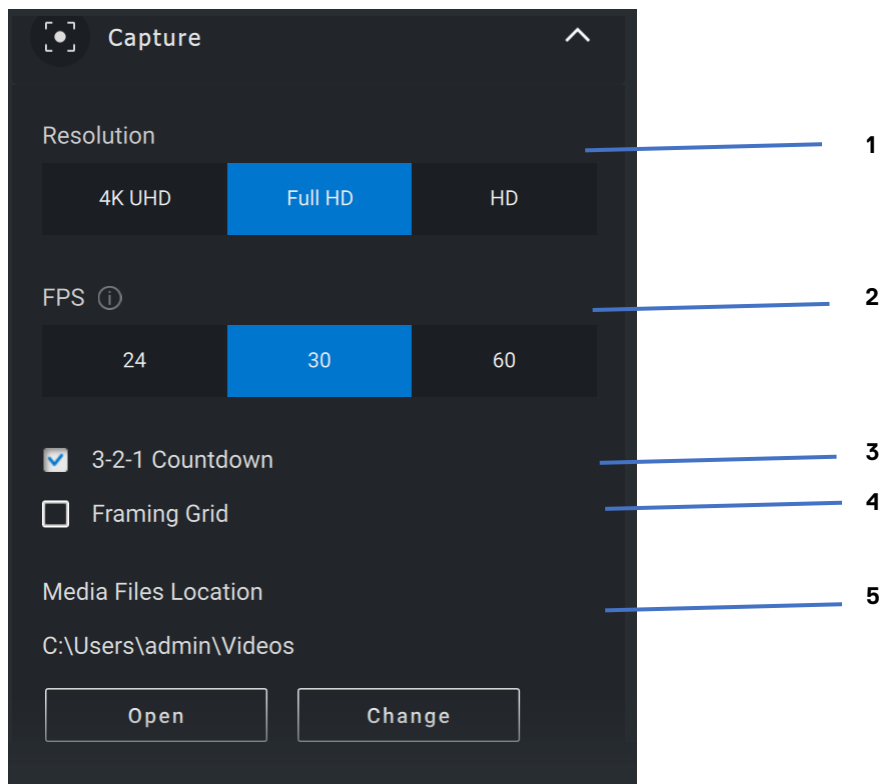 Capture
Resolution 1
4K UHD Full HD HD
FPS 2
24 30 60
3-2-1 Countdown 3
Framing Grid 4
Media Files Location 5
C:\Users\admin\Videos
Open Change